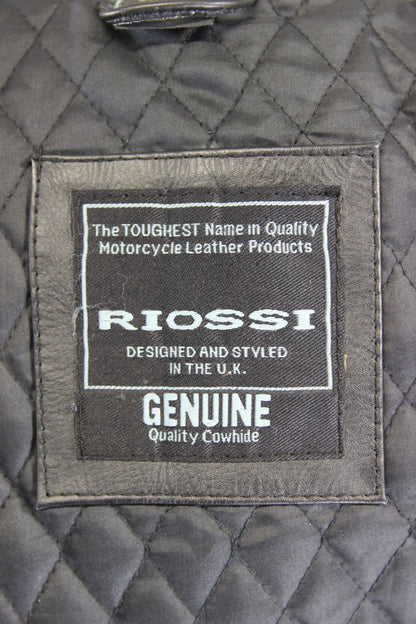 The TOUGHEST Name in Quality
Motorcycle Leather Products
RIOSSI
DESIGNED AND STYLED
IN THE U.K.
GENUINE
Quality Cowhide